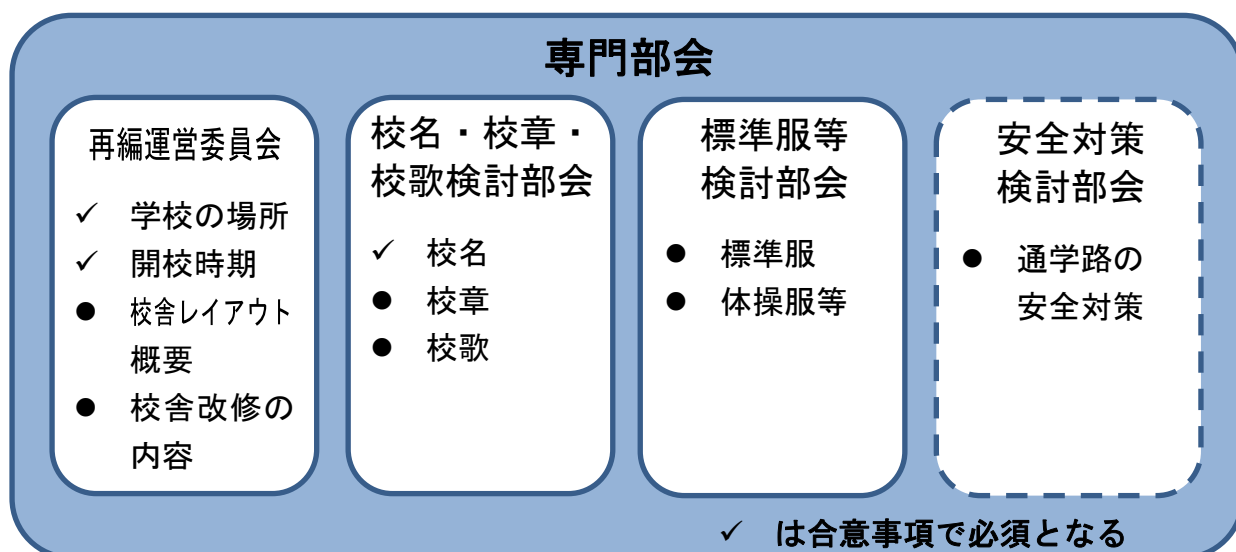 専門部会
再編運営委員会
✓ 学校の場所
✓ 開校時期
● 校舎レイアウト
概要
● 校舎改修の
内容
校名・校章・
校歌検討部会
✓ 校名
● 校章
● 校歌
標準服等
検討部会
● 標準服
● 体操服等
安全対策
検討部会
● 通学路の
安全対策
✓ は合意事項で必須となる